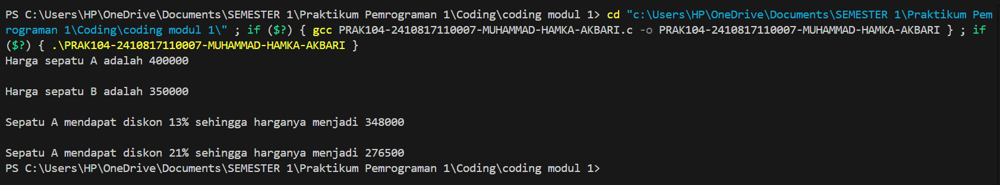 PS C:\Users\HP\OneDrive\Documents\SEMESTER 1\Praktikum Pemrograman 1\Coding\coding modul 1> cd "c:\Users\HP\OneDrive\Documents\SEMESTER 1\Praktikum Pem
rograman 1\Coding\coding modul 1\" ; if ($?) { gcc PRAK104-2410817110007-MUHAMMAD-HAMKA-AKBARI.c -o PRAK104-2410817110007-MUHAMMAD-HAMKA-AKBARI } ; if
($?) { .\PRAK104-2410817110007-MUHAMMAD-HAMKA-AKBARI }
Harga sepatu A adalah 400000
Harga sepatu B adalah 350000
Sepatu A mendapat diskon 13% sehingga harganya menjadi 348000
Sepatu A mendapat diskon 21% sehingga harganya menjadi 276500
PS C:\Users\HP\OneDrive\Documents\SEMESTER 1\Praktikum Pemrograman 1\Coding\coding modul 1>